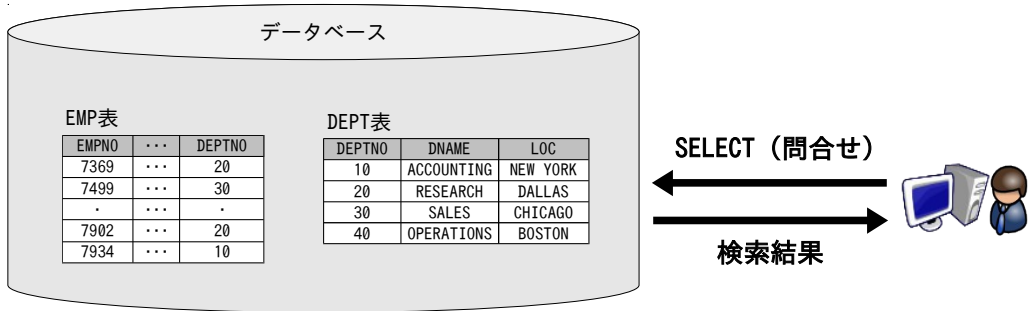 データベース
EMP表
EMPNO ・・・ DEPTNO
7369 ・・・ 20
7499 ・・・ 30
・ ・・・ ・
7902 ・・・ 20
7934 ・・・ 10
DEPT表
DEPTNO DNAME LOC
10 ACCOUNTING NEW YORK
20 RESEARCH DALLAS
30 SALES CHICAGO
40 OPERATIONS BOSTON
SELECT（問合せ）
検索結果